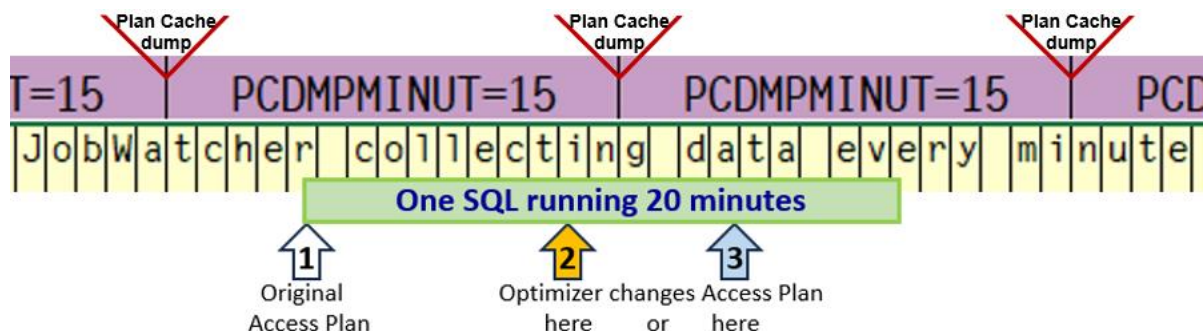 Plan Cache
dump
Plan Cache
dump
Plan Cache
dump
T=15 PCDMPMINUT=15 PCDMPMINUT=15 PCD
JobWatcher collecting data every minute
One SQL running 20 minutes
1
2
3
Original
Access Plan
Optimizer changes Access Plan
here or here